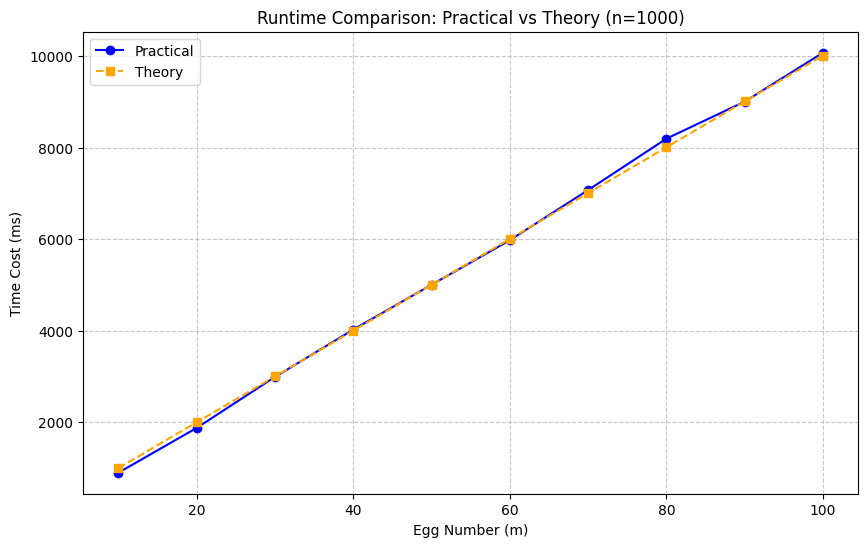 Runtime Comparison: Practical vs Theory (n=1000)
Practical
Theory
10000
8000
6000
4000
2000
Time Cost (ms)
20 40 60 80 100
Egg Number (m)